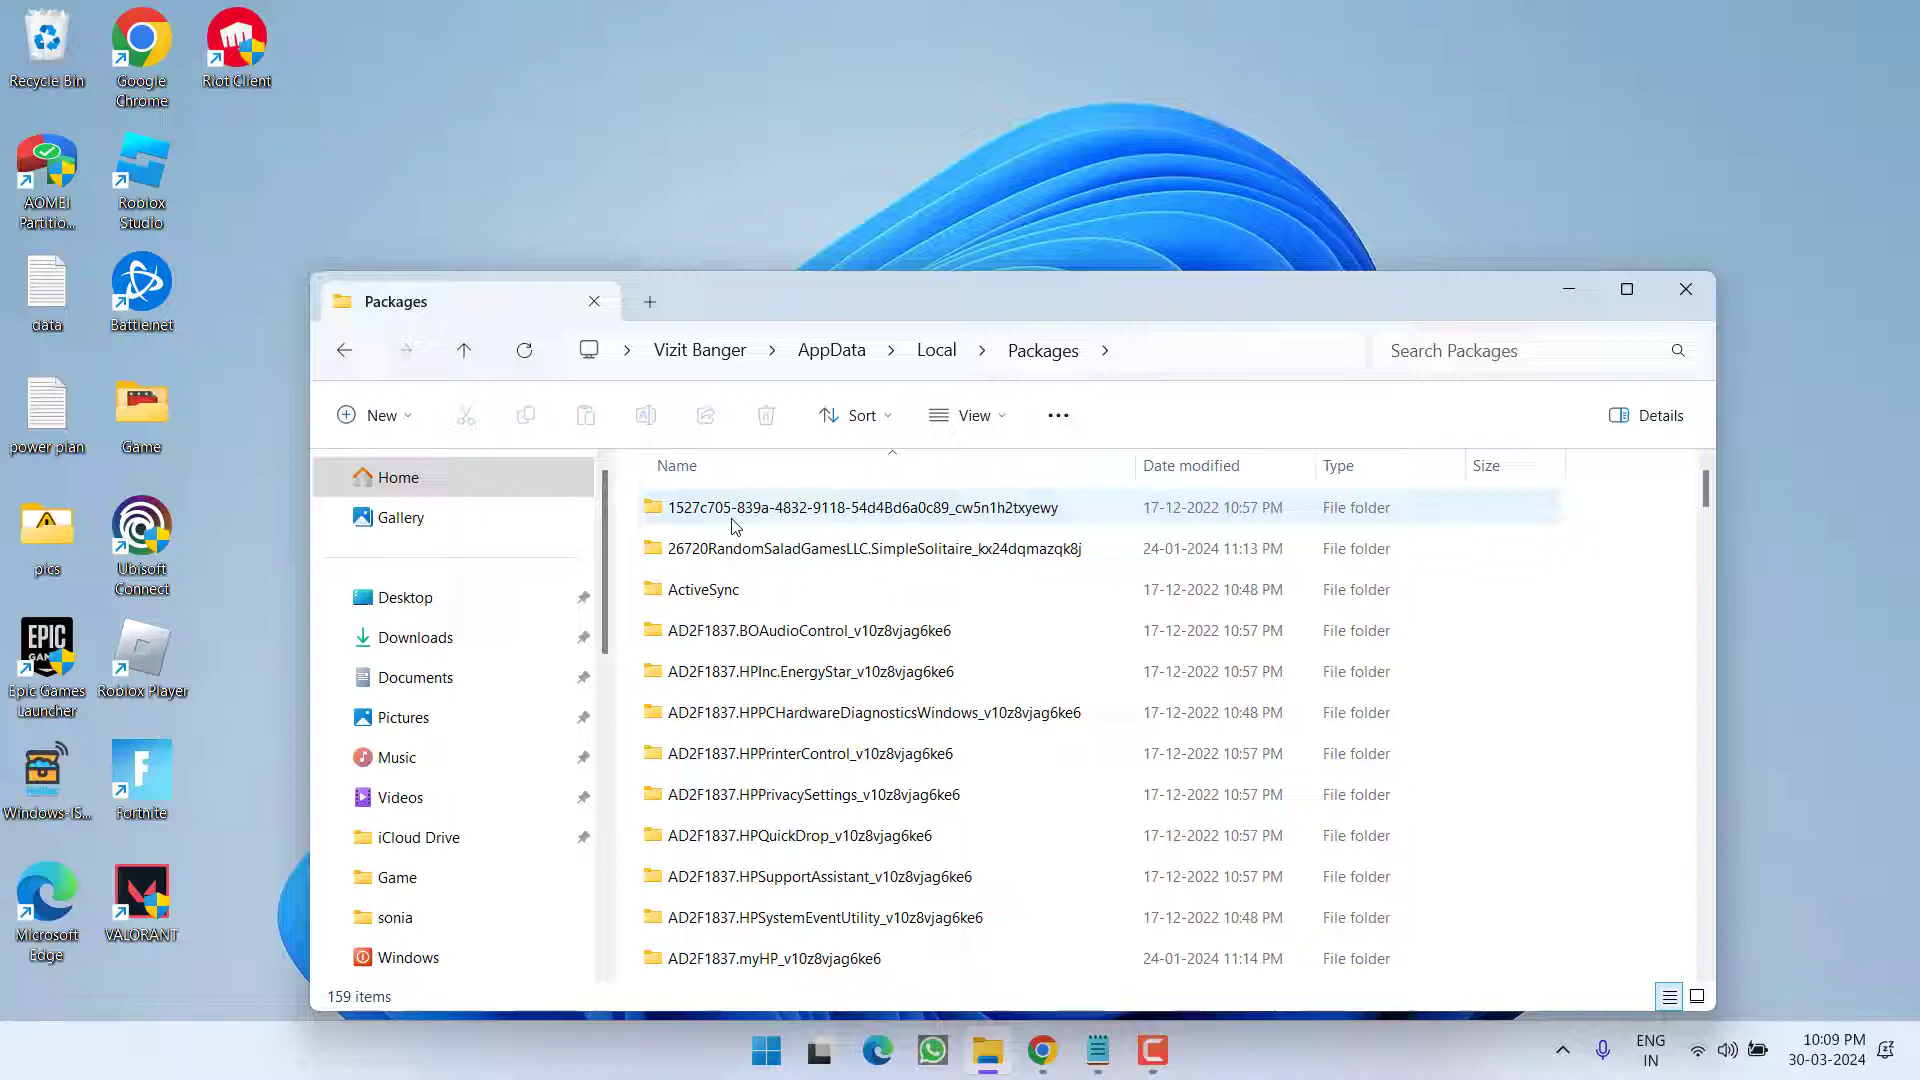 Recycle Bin
Google
Chrome
Riot Client
AOMEI
Partitio...
Roblox
Studio
data
Battle.net
power plan
Game
pics
Ubisoft
Connect
EPIC
Epic Games
Launcher
Roblox Player
Windows-IS...
Fortnite
Microsoft
Edge
VALORANT
Packages
Vizit Banger
AppData
Local
Packages
Search Packages
New
Sort
View
Details
Home
Gallery
Desktop
Downloads
Documents
Pictures
Music
Videos
iCloud Drive
Game
sonia
Windows
Name Date modified Type Size
1527c705-839a-4832-9118-54d4Bd6a0c89_cw5n1h2txyewy 17-12-2022 10:57 PM File folder
26720RandomSaladGamesLLC.SimpleSolitaire_kx24dqmazqk8j 24-01-2024 11:13 PM File folder
ActiveSync 17-12-2022 10:48 PM File folder
AD2F1837.BOAudioControl_v10z8vjag6ke6 17-12-2022 10:57 PM File folder
AD2F1837.HPInc.EnergyStar_v10z8vjag6ke6 17-12-2022 10:57 PM File folder
AD2F1837.HPPCHardwareDiagnosticsWindows_v10z8vjag6ke6 17-12-2022 10:48 PM File folder
AD2F1837.HPPrinterControl_v10z8vjag6ke6 17-12-2022 10:57 PM File folder
AD2F1837.HPPrivacySettings_v10z8vjag6ke6 17-12-2022 10:57 PM File folder
AD2F1837.HPQuickDrop_v10z8vjag6ke6 17-12-2022 10:57 PM File folder
AD2F1837.HPSupportAssistant_v10z8vjag6ke6 17-12-2022 10:57 PM File folder
AD2F1837.HPSystemEventUtility_v10z8vjag6ke6 17-12-2022 10:48 PM File folder
AD2F1837.myHP_v10z8vjag6ke6 24-01-2024 11:14 PM File folder
159 items
ENG
IN
10:09 PM
30-03-2024